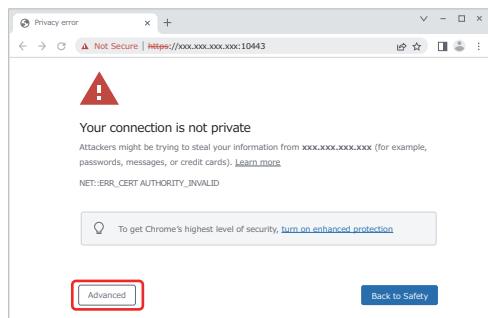 Privacy error
Not Secure | https://xxx.xxx.xxx.xxx:10443
Your connection is not private
Attackers might be trying to steal your information from xxx.xxx.xxx.xxx (for example,
passwords, messages, or credit cards). Learn more
NET::ERR_CERT AUTHORITY_INVALID
To get Chrome's highest level of security, turn on enhanced protection
Advanced
Back to Safety